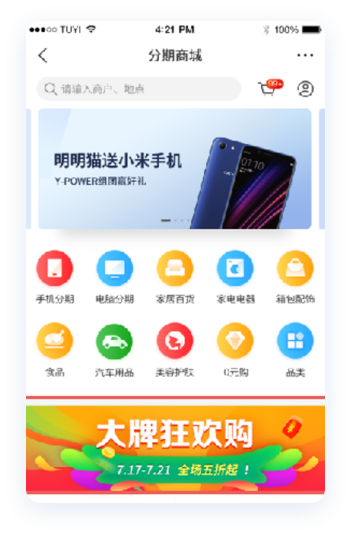 TUYI 4:21 PM 100%
分期商城
请输入商户、地点 99+
明明猫送小米手机
Y-POWER组团赢好礼
01:10
手机分期 电脑分期 家居百货 家电电器 箱包配饰
食品 汽车用品 美容护肤 0元购 品类
大牌狂欢购
7.17-7.21 全场五折起！